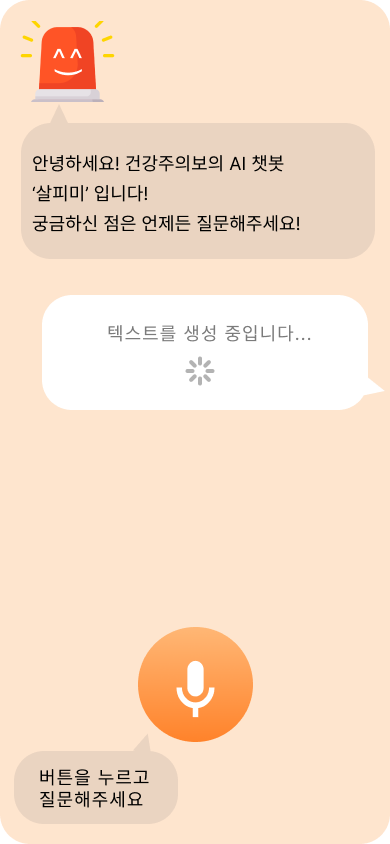 안녕하세요! 건강주의보의 AI 챗봇
‘살피미’ 입니다!
궁금하신 점은 언제든 질문해주세요!
텍스트를 생성 중입니다...
버튼을 누르고
질문해주세요